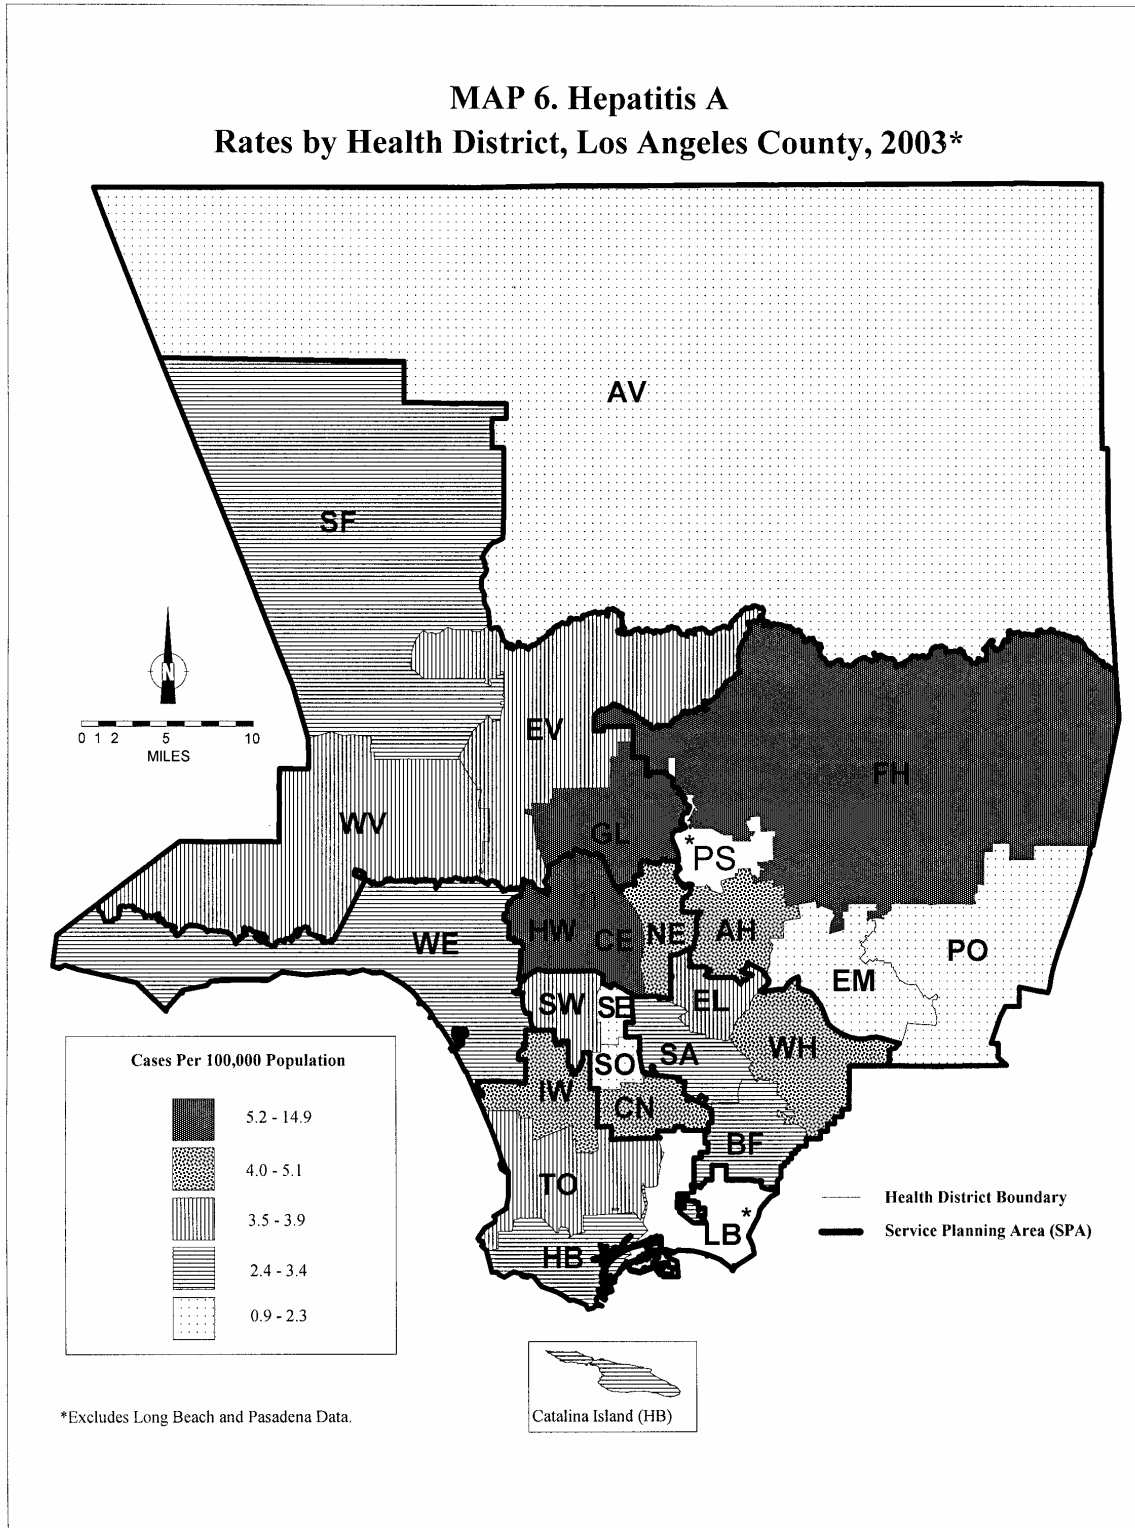 MAP 6. Hepatitis A
Rates by Health District, Los Angeles County, 2003*
AV
SF
N
0 1 2 5 10
MILES
EV
FH
WV
GL
*
PS
HW
CE
NE
AH
WE
PO
EM
SW
SE
EL
WH
SO
SA
IW
CN
BF
TO
*
LB
HB
Cases Per 100,000 Population
5.2 - 14.9
4.0 - 5.1
3.5 - 3.9
2.4 - 3.4
0.9 - 2.3
Health District Boundary
Service Planning Area (SPA)
Catalina Island (HB)
*Excludes Long Beach and Pasadena Data.